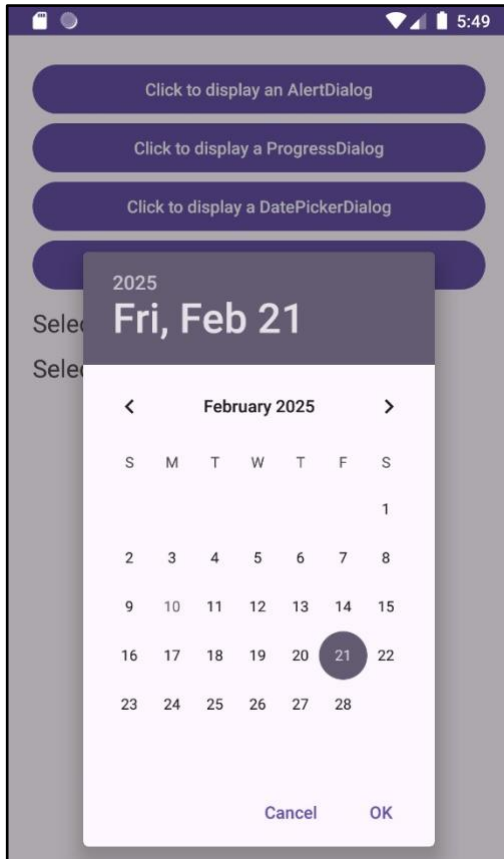 5:49
Click to display an AlertDialog
Click to display a ProgressDialog
Click to display a DatePickerDialog
2025
Fri, Feb 21
February 2025
S M T W T F S
1
2 3 4 5 6 7 8
9 10 11 12 13 14 15
16 17 18 19 20 21 22
23 24 25 26 27 28
Cancel OK